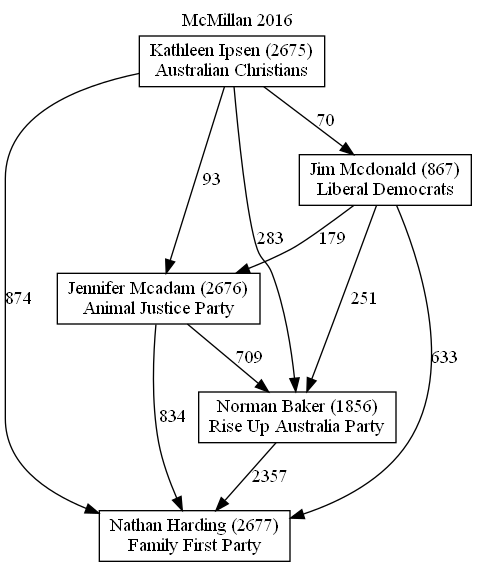 McMillan 2016
Kathleen Ipsen (2675)
Australian Christians
70
Jim Mcdonald (867)
Liberal Democrats
93
283
179
Jennifer Mcadam (2676)
Animal Justice Party
874
251
633
709
Norman Baker (1856)
Rise Up Australia Party
834
2357
Nathan Harding (2677)
Family First Party